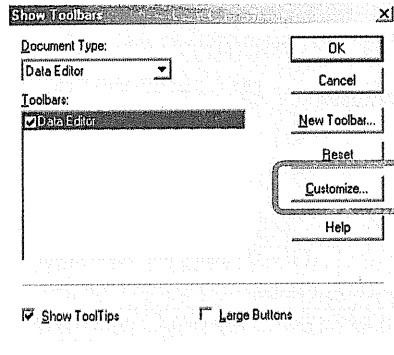 Show Toolbars
Document Type:
Data Editor
Toolbars:
Data Editor
OK
Cancel
New Toolbar...
Reset
Customize...
Help
Show ToolTips
Large Buttons